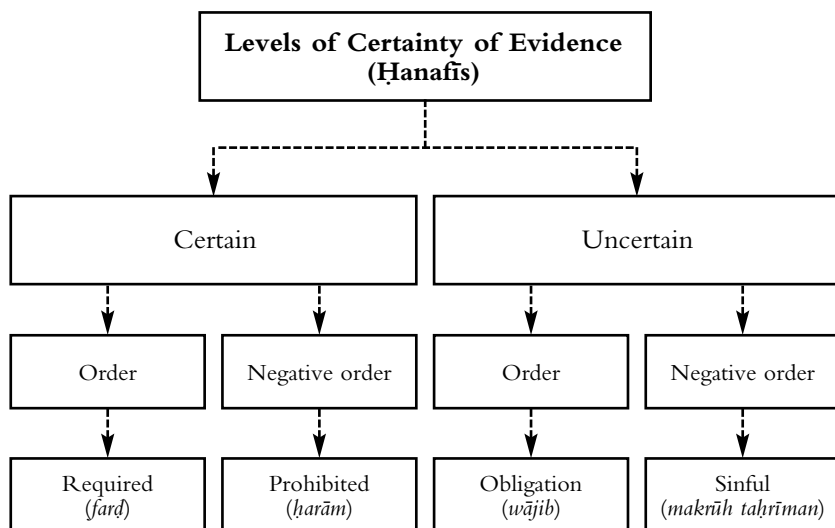 Levels of Certainty of Evidence
(Ḥanafīs)
Certain
Uncertain
Order
Negative order
Order
Negative order
Required
(farḍ)
Prohibited
(ḥarām)
Obligation
(wājib)
Sinful
(makrūh taḥrīman)